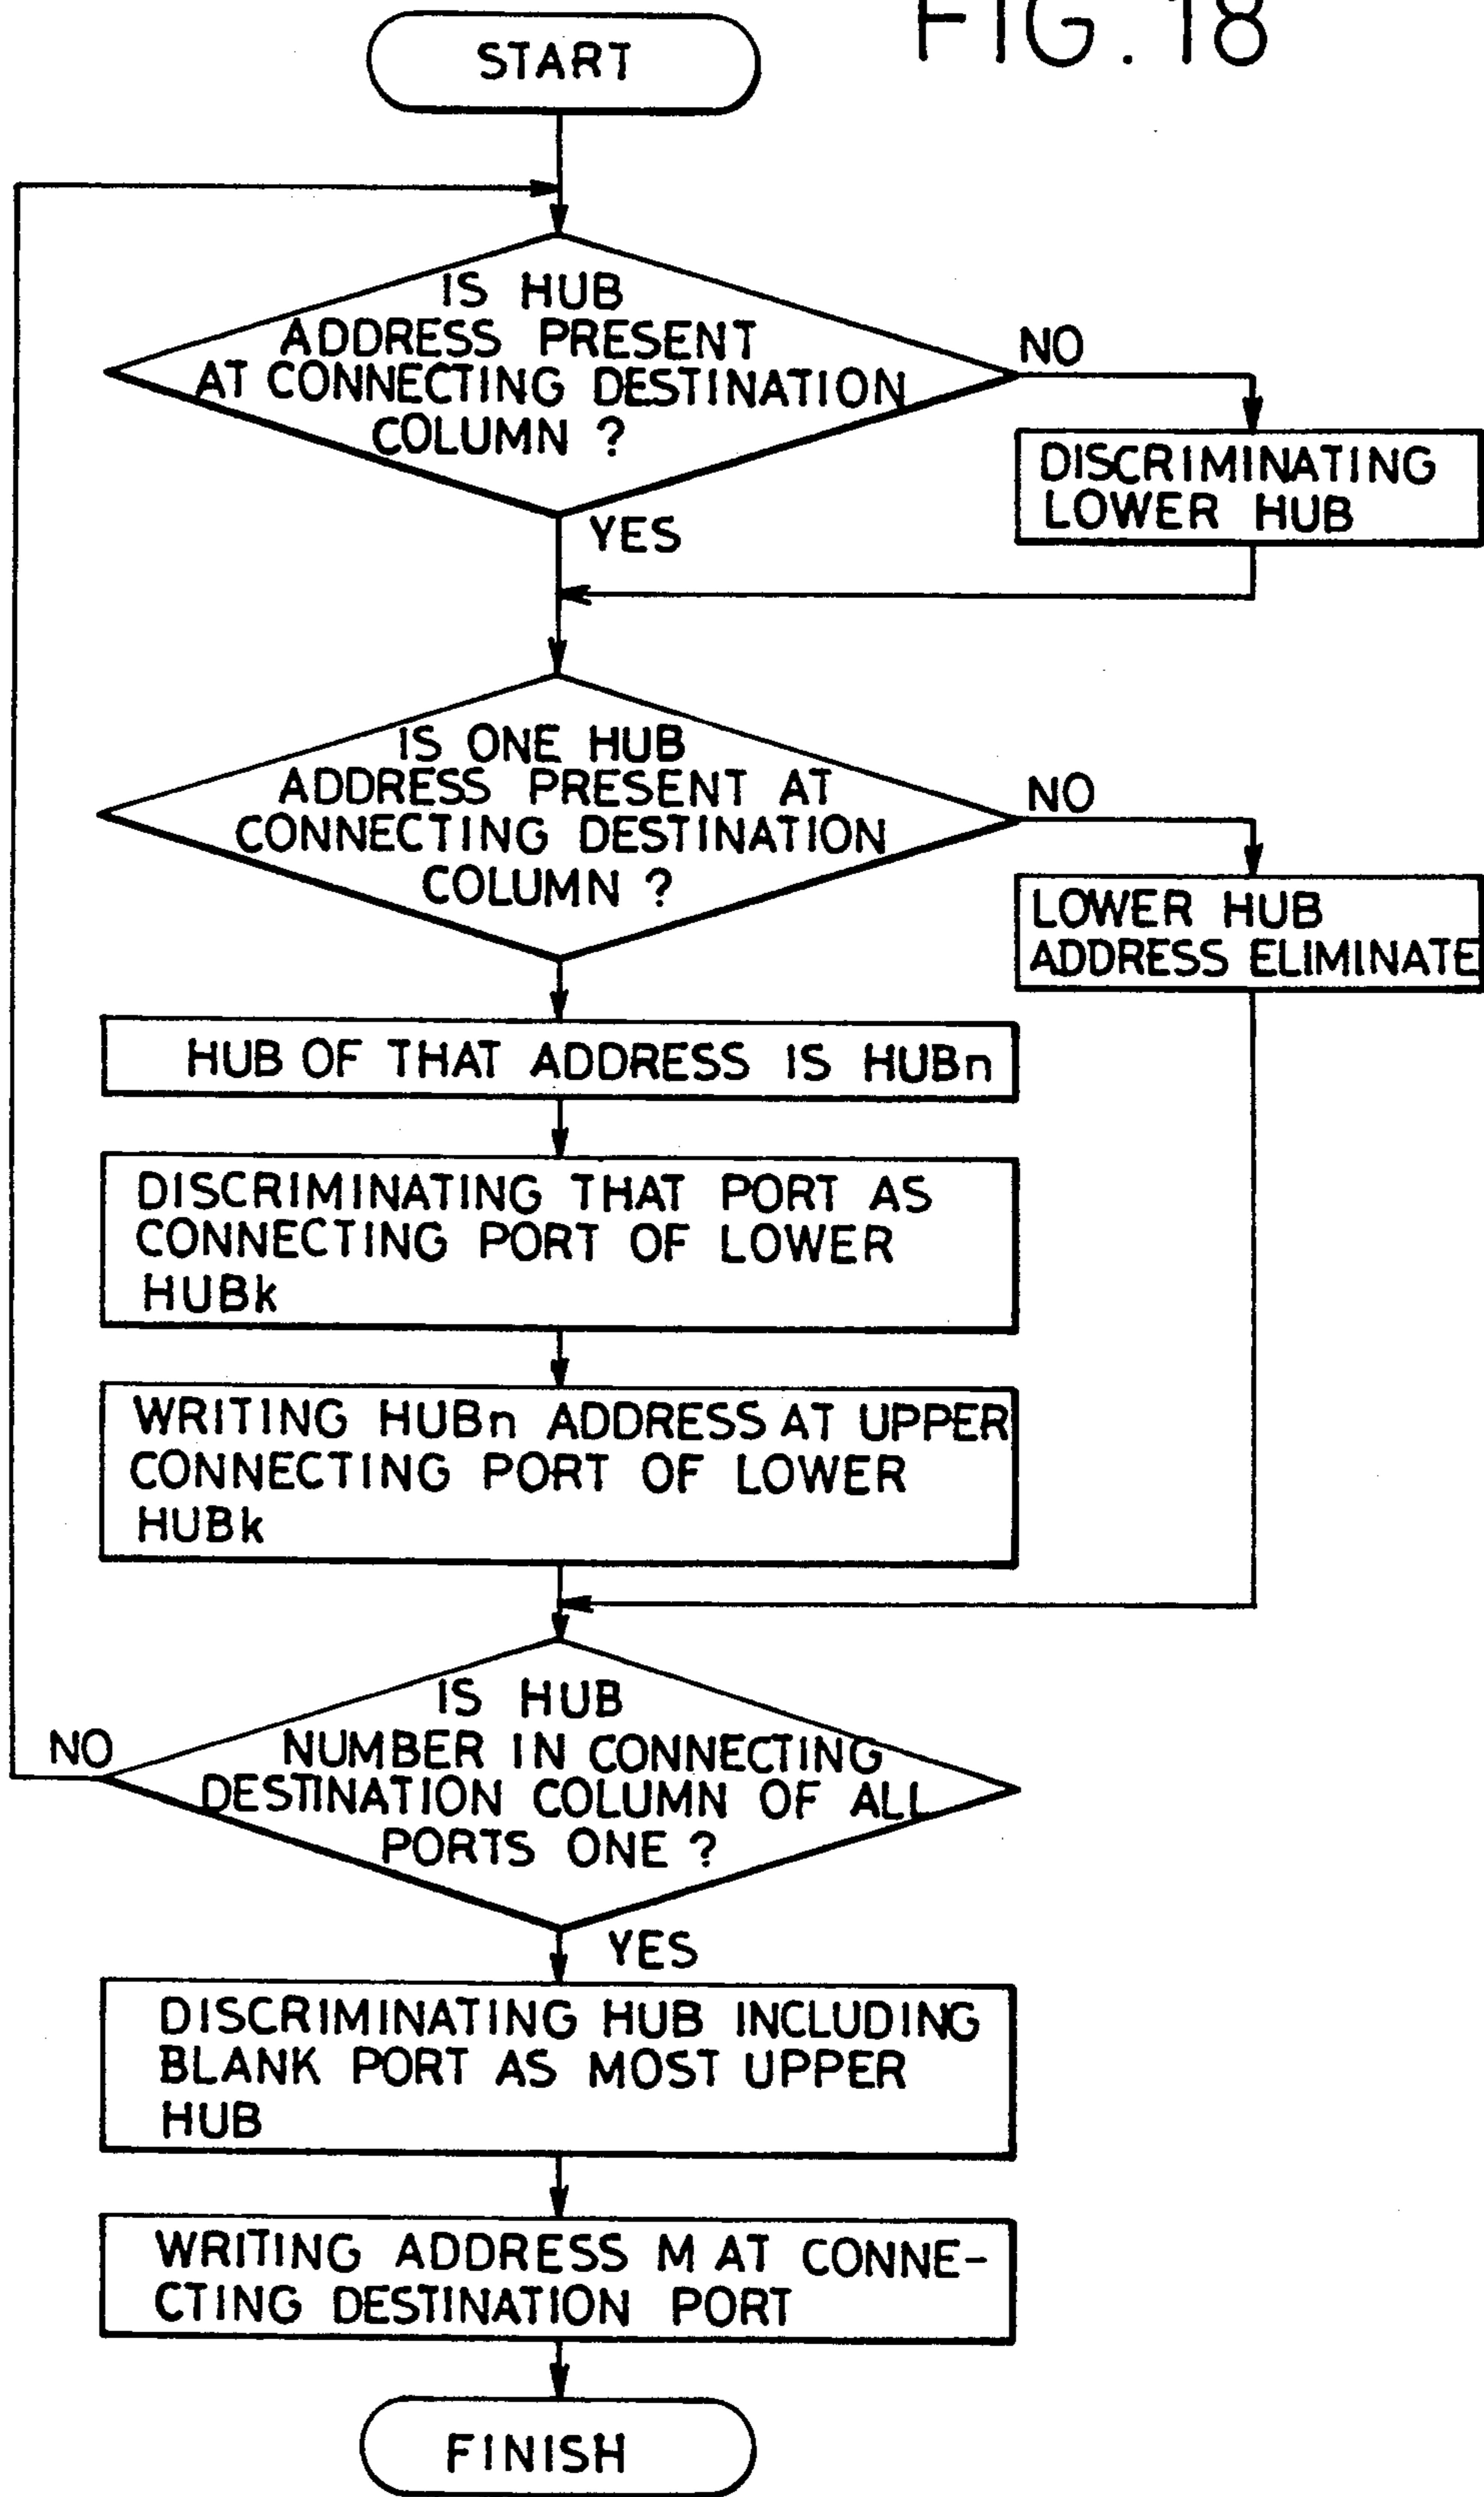 FIG. 18
START
IS HUB
ADDRESS PRESENT
AT CONNECTING DESTINATION
COLUMN ?
NO
DISCRIMINATING
LOWER HUB
YES
IS ONE HUB
ADDRESS PRESENT AT
CONNECTING DESTINATION
COLUMN ?
NO
LOWER HUB
ADDRESS ELIMINATE
HUB OF THAT ADDRESS IS HUBn
DISCRIMINATING THAT PORT AS
CONNECTING PORT OF LOWER
HUBk
WRITING HUBn ADDRESS AT UPPER
CONNECTING PORT OF LOWER
HUBk
IS HUB
NUMBER IN CONNECTING
DESTINATION COLUMN OF ALL
PORTS ONE ?
NO
YES
DISCRIMINATING HUB INCLUDING
BLANK PORT AS MOST UPPER
HUB
WRITING ADDRESS M AT CONNE-
CTING DESTINATION PORT
FINISH